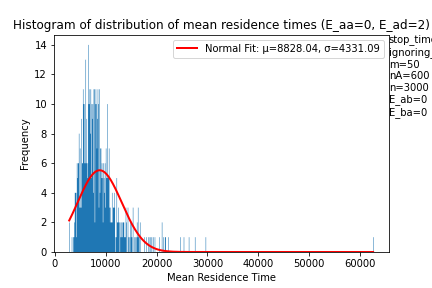 Histogram of distribution of mean residence times (E_aa=0, E_ad=2)
Normal Fit: μ=8828.04, σ=4331.09
stop_tim
ignoring_
m=50
nA=600
n=3000
E_ab=0
E_ba=0
14
12
10
8
6
4
2
0
Frequency
0 10000 20000 30000 40000 50000 60000
Mean Residence Time